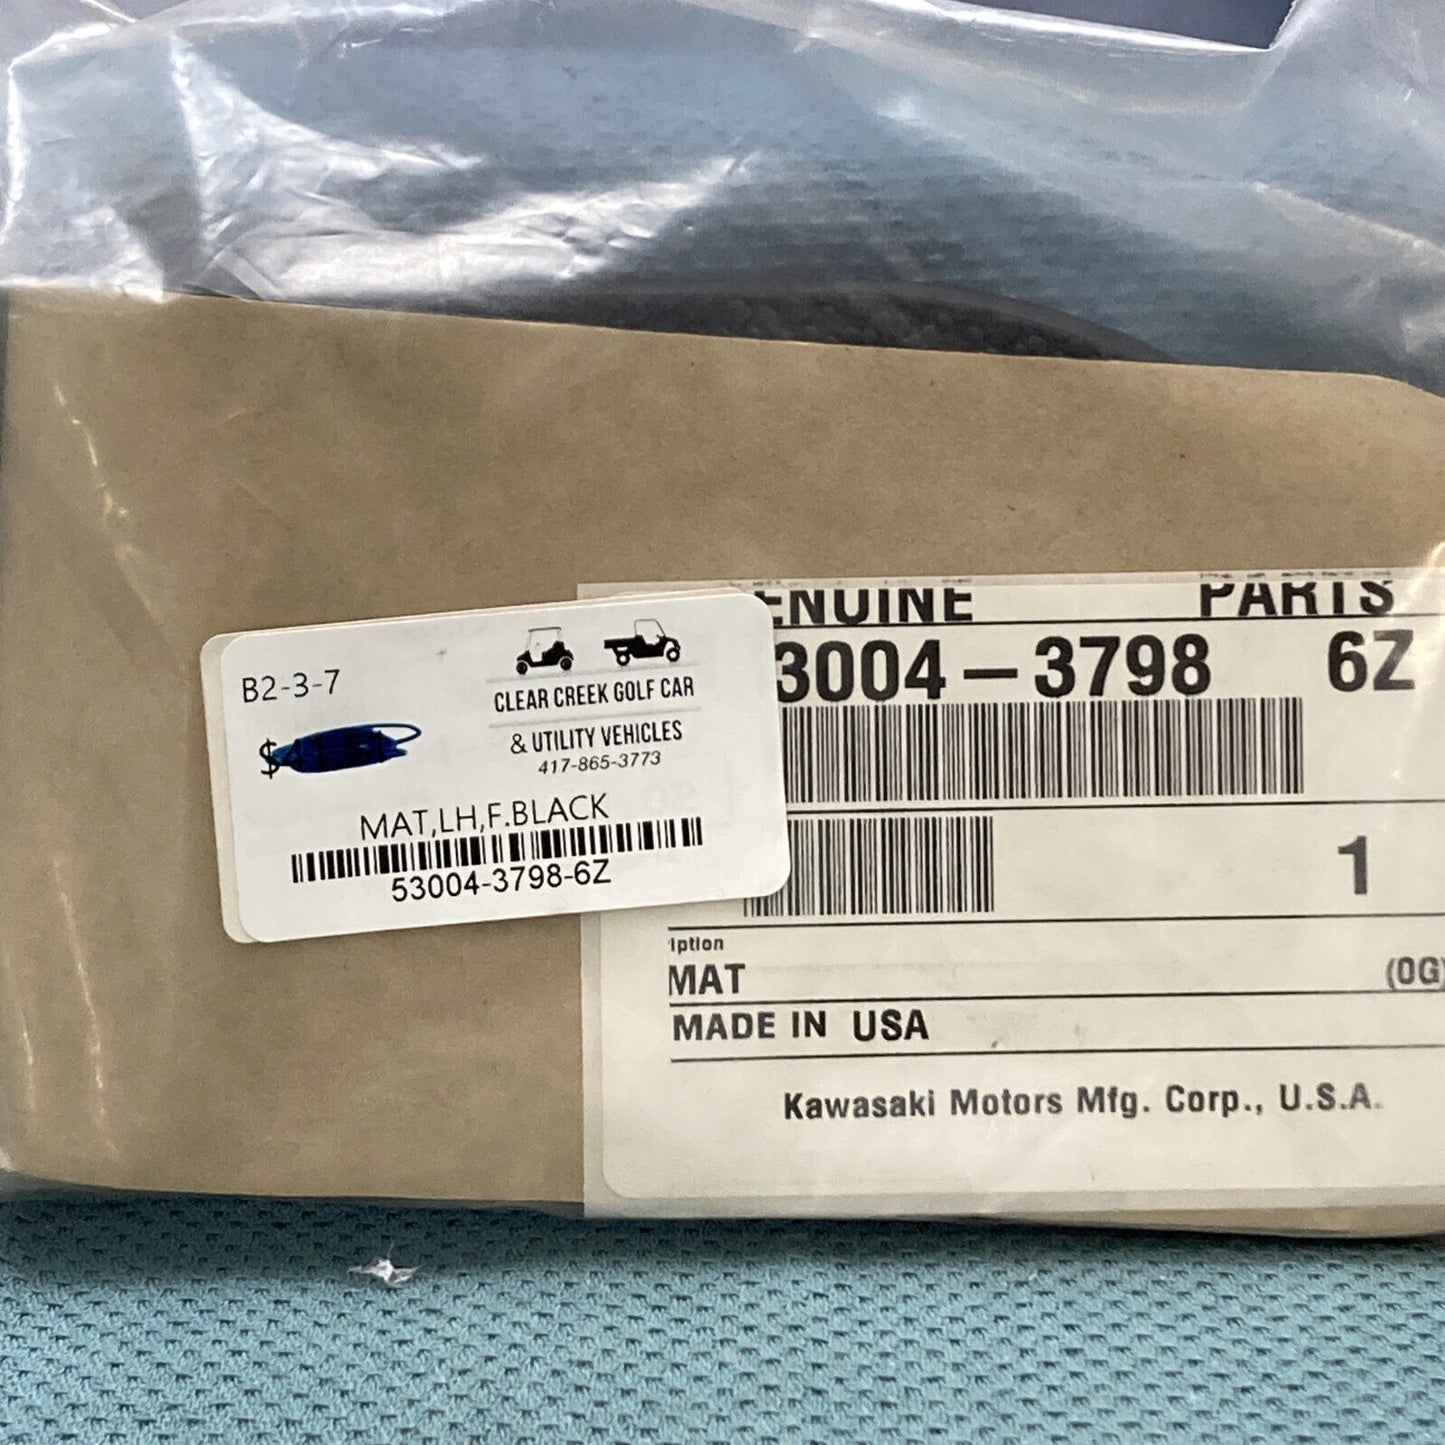 B2-3-7
CLEAR CREEK GOLF CAR
& UTILITY VEHICLES
417-865-3773
MAT,LH,F.BLACK
53004-3798-6Z
ENUINE PARTS
3004-3798 6Z
1
iption
MAT (OG)
MADE IN USA
Kawasaki Motors Mfg. Corp., U.S.A.